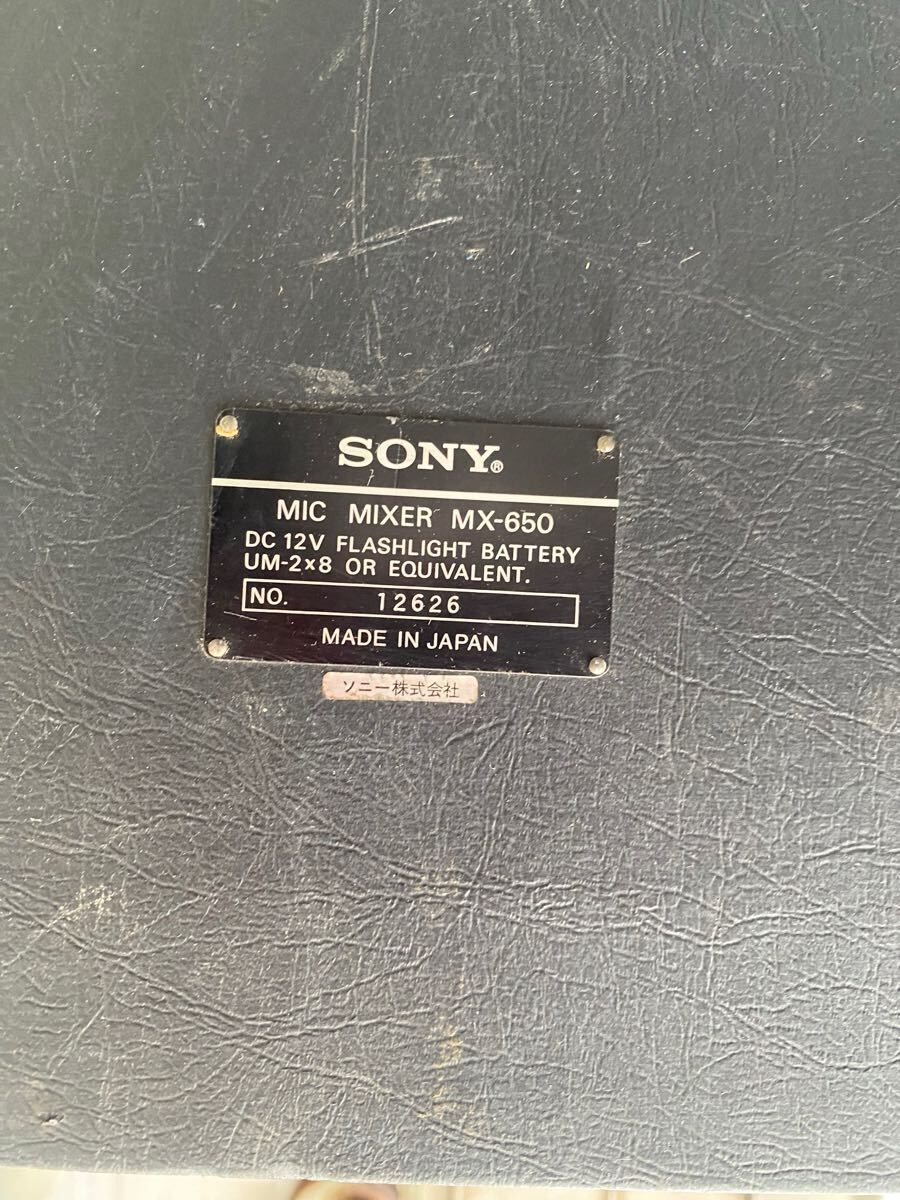 SONY®
MIC MIXER MX-650
DC 12V FLASHLIGHT BATTERY
UM-2×8 OR EQUIVALENT.
NO. 12626
MADE IN JAPAN
ソニー株式会社